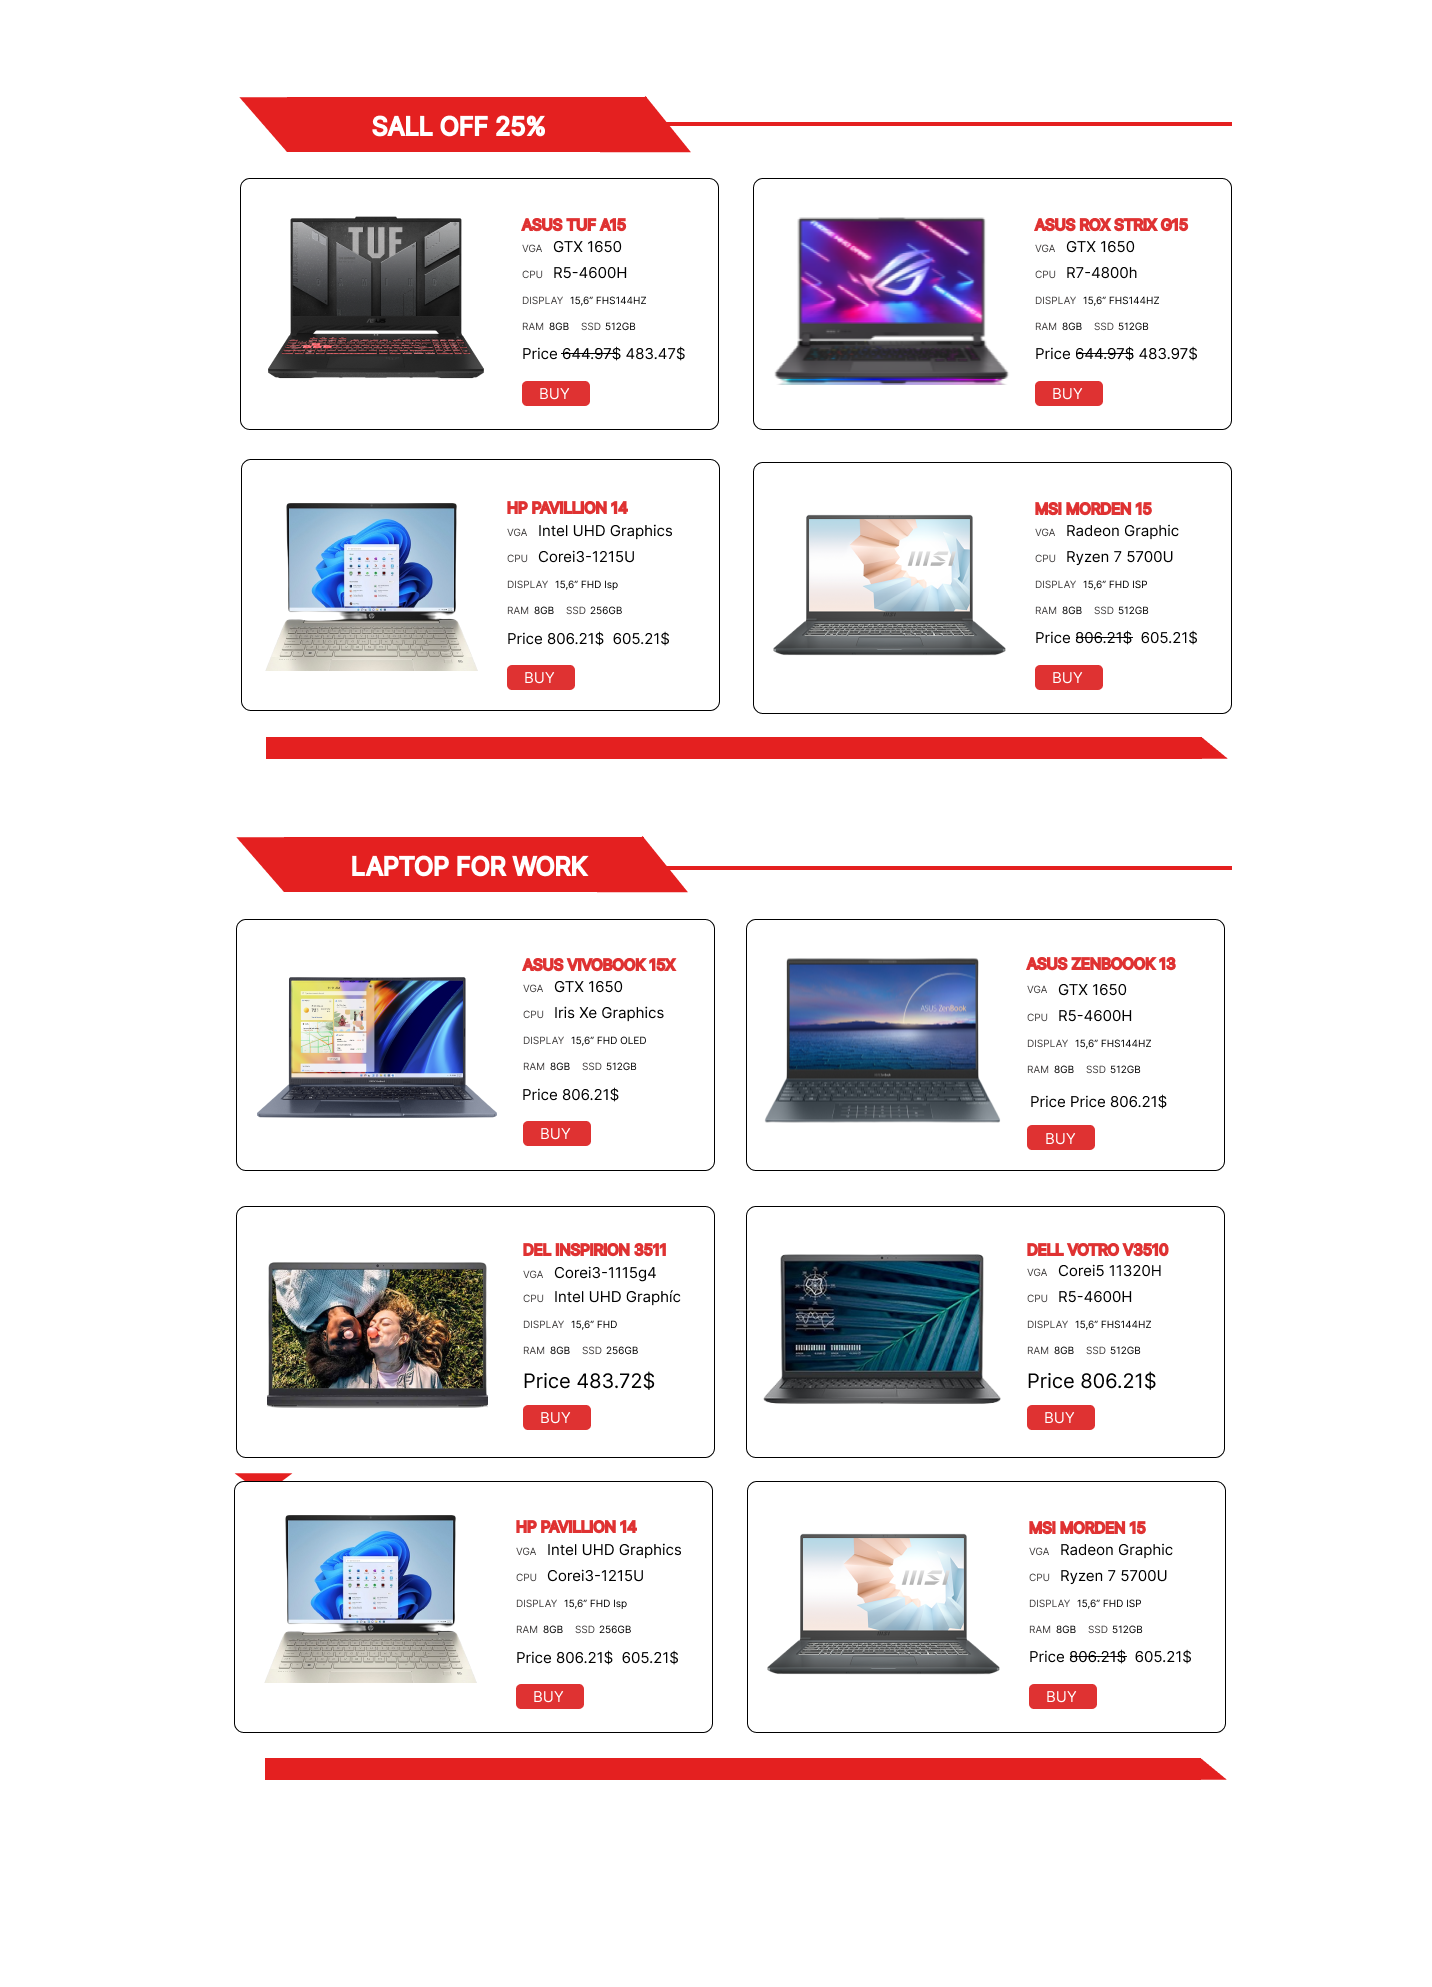 SALL OFF 25%
TUF
ASUS TUF A15
VGA GTX 1650
CPU R5-4600H
DISPLAY 15,6” FHS144HZ
RAM 8GB SSD 512GB
Price 644.97$ 483.47$
BUY
ASUS ROX STRIX G15
VGA GTX 1650
CPU R7-4800h
DISPLAY 15,6” FHS144HZ
RAM 8GB SSD 512GB
Price 644.97$ 483.97$
BUY
HP PAVILLION 14
VGA Intel UHD Graphics
CPU Corei3-1215U
DISPLAY 15,6” FHD Isp
RAM 8GB SSD 256GB
Price 806.21$ 605.21$
BUY
MSI
MSI MORDEN 15
VGA Radeon Graphic
CPU Ryzen 7 5700U
DISPLAY 15,6” FHD ISP
RAM 8GB SSD 512GB
Price 806.21$ 605.21$
BUY
LAPTOP FOR WORK
ASUS VIVOBOOK 15X
VGA GTX 1650
CPU Iris Xe Graphics
DISPLAY 15,6” FHD OLED
RAM 8GB SSD 512GB
Price 806.21$
BUY
ASUS ZenBook
ASUS ZENBOOOK 13
VGA GTX 1650
CPU R5-4600H
DISPLAY 15,6” FHS144HZ
RAM 8GB SSD 512GB
Price Price 806.21$
BUY
DEL INSPIRION 3511
VGA Corei3-1115g4
CPU Intel UHD Graphíc
DISPLAY 15,6” FHD
RAM 8GB SSD 256GB
Price 483.72$
BUY
DELL VOTRO V3510
VGA Corei5 11320H
CPU R5-4600H
DISPLAY 15,6” FHS144HZ
RAM 8GB SSD 512GB
Price 806.21$
BUY
HP PAVILLION 14
VGA Intel UHD Graphics
CPU Corei3-1215U
DISPLAY 15,6” FHD Isp
RAM 8GB SSD 256GB
Price 806.21$ 605.21$
BUY
MSI
MSI MORDEN 15
VGA Radeon Graphic
CPU Ryzen 7 5700U
DISPLAY 15,6” FHD ISP
RAM 8GB SSD 512GB
Price 806.21$ 605.21$
BUY